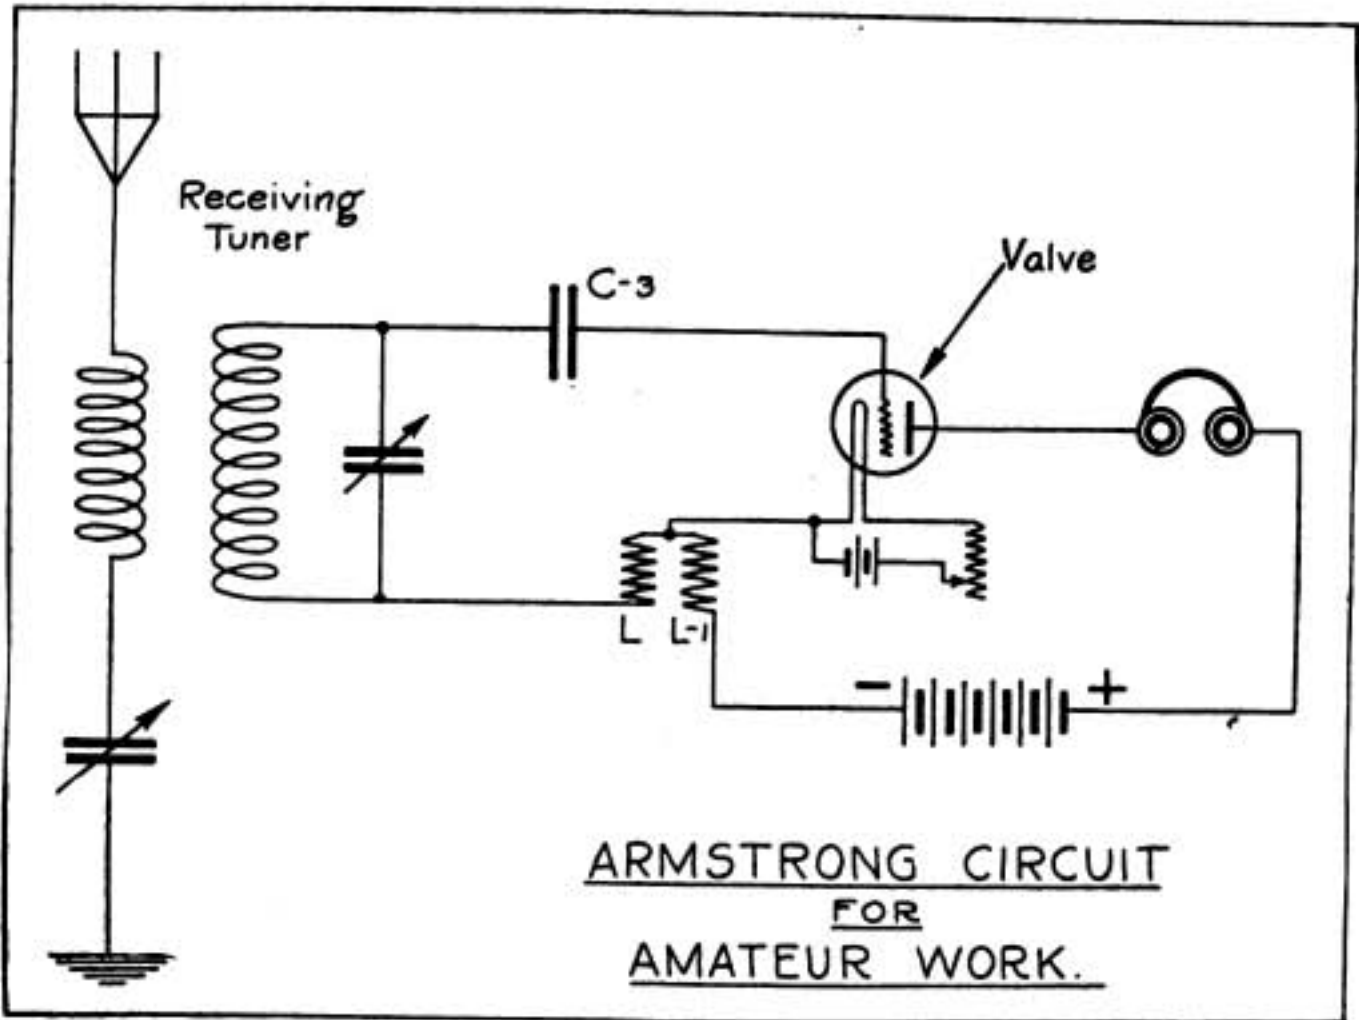 Receiving
Tuner
C-3
Valve
L L-1
- +
ARMSTRONG CIRCUIT
FOR
AMATEUR WORK.